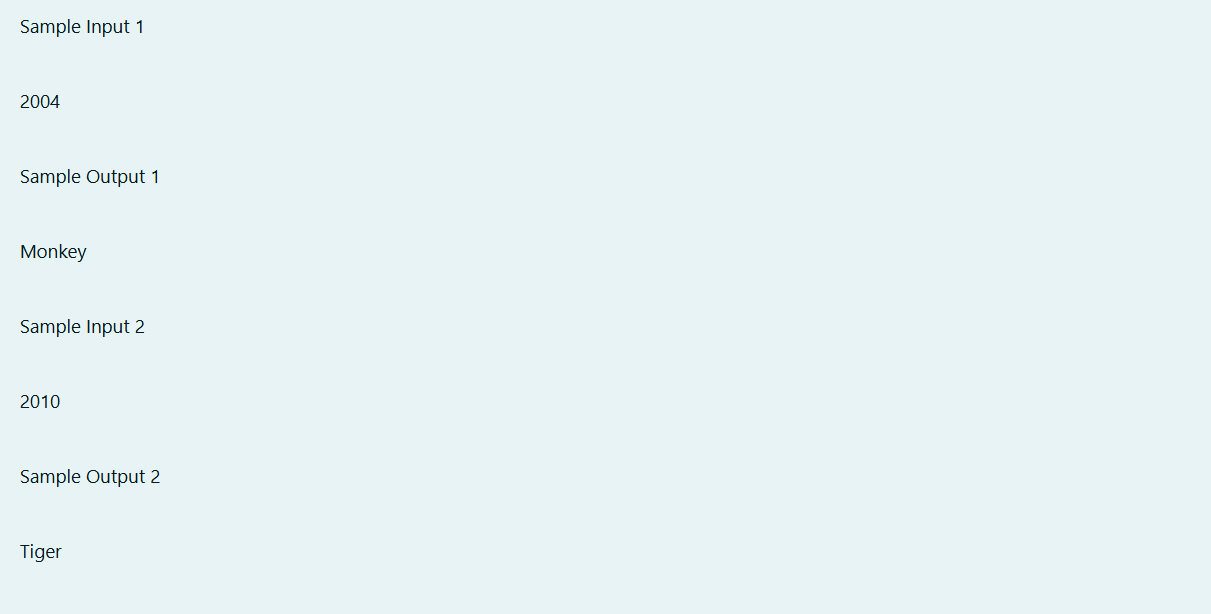 Sample Input 1
2004
Sample Output 1
Monkey
Sample Input 2
2010
Sample Output 2
Tiger